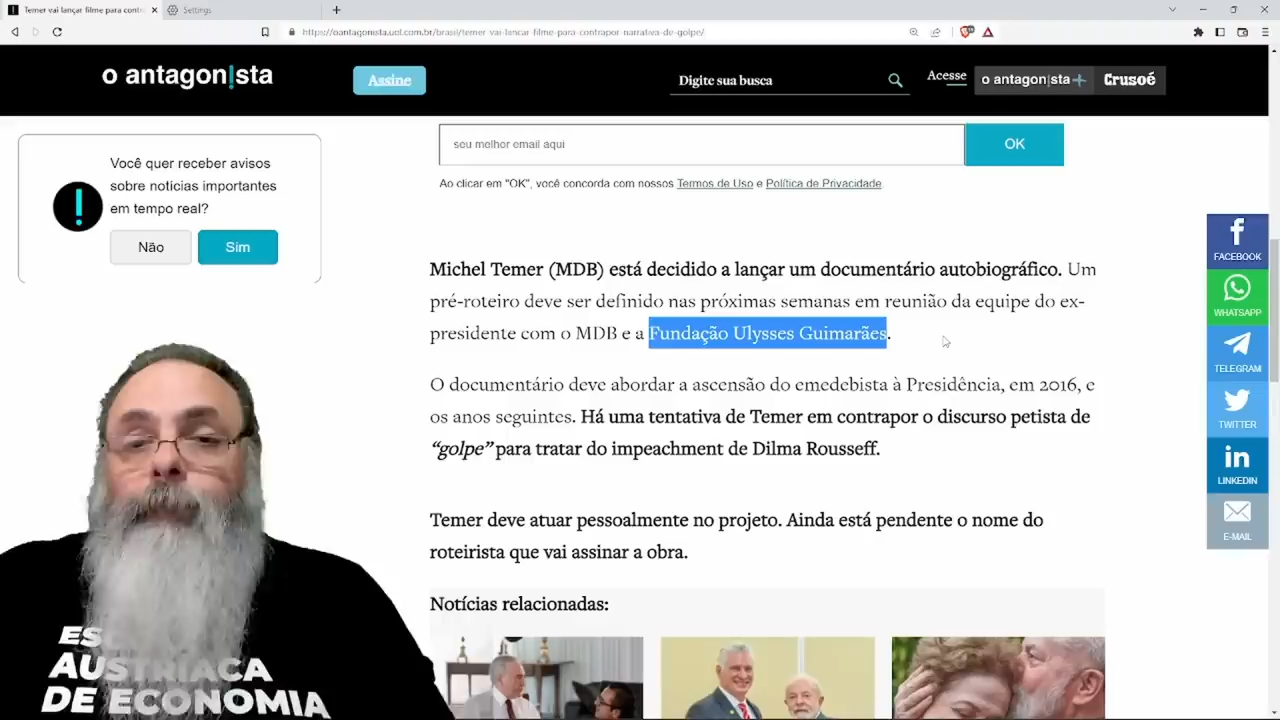 Temer vai lançar filme para contr
Settings
https://oantagonista.uol.com.br/brasil/temer-vai-lancar-filme-para-contrapor-narrativa-de-golpe/
o antagon!sta
Assine
Digite sua busca
Acesse
o antagon|sta+
Crusoé
Você quer receber avisos
sobre notícias importantes
em tempo real?
Não
Sim
seu melhor email aqui
OK
Ao clicar em "OK", você concorda com nossos Termos de Uso e Política de Privacidade
Michel Temer (MDB) está decidido a lançar um documentário autobiográfico. Um
pré-roteiro deve ser definido nas próximas semanas em reunião da equipe do ex-
presidente com o MDB e a Fundação Ulysses Guimarães.
O documentário deve abordar a ascensão do emedebista à Presidência, em 2016, e
os anos seguintes. Há uma tentativa de Temer em contrapor o discurso petista de
“golpe” para tratar do impeachment de Dilma Rousseff.
Temer deve atuar pessoalmente no projeto. Ainda está pendente o nome do
roteirista que vai assinar a obra.
Notícias relacionadas:
FACEBOOK
WHATSAPP
TELEGRAM
TWITTER
LINKEDIN
E-MAIL
ES
AUSTRIACA
DE ECONOMIA